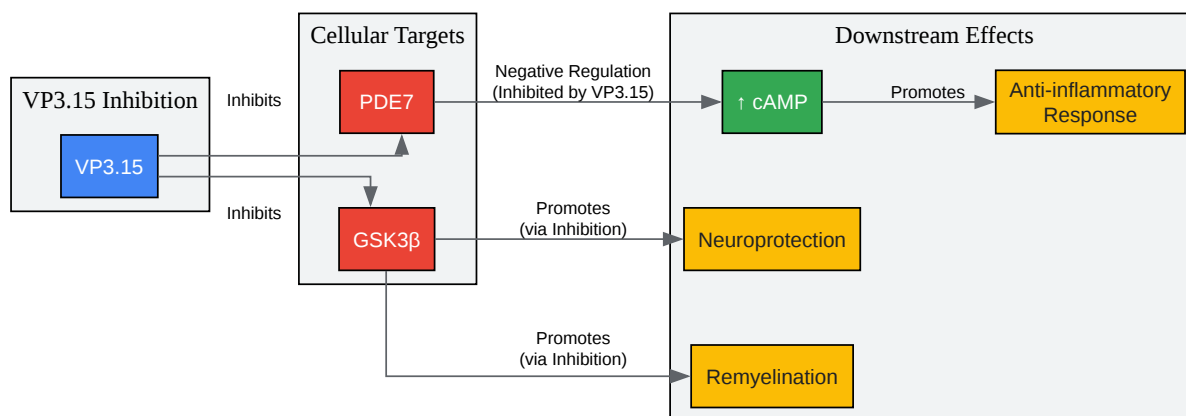 VP3.15 Inhibition
VP3.15
Inhibits
Inhibits
Cellular Targets
PDE7
GSK3β
Negative Regulation
(Inhibited by VP3.15)
Promotes
(via Inhibition)
Promotes
(via Inhibition)
Downstream Effects
↑ cAMP
Promotes
Anti-inflammatory
Response
Neuroprotection
Remyelination